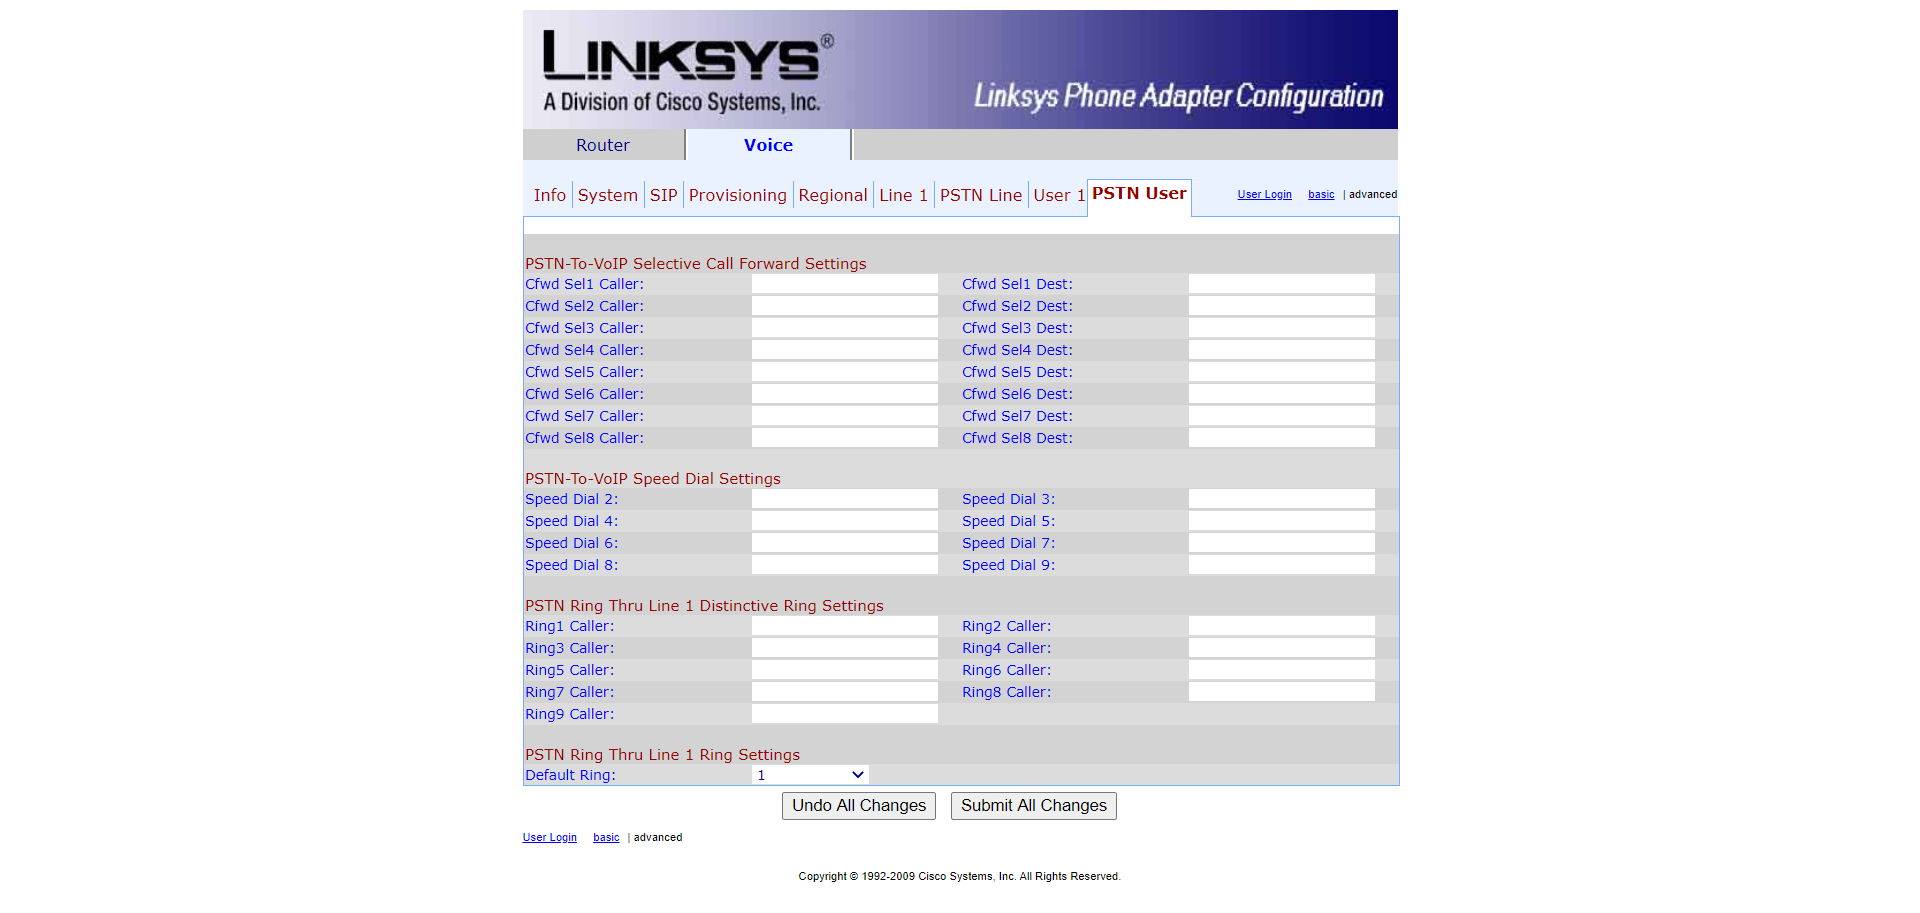 LINKSYS®
A Division of Cisco Systems, Inc.
Linksys Phone Adapter Configuration
Router Voice
Info System SIP Provisioning Regional Line 1 PSTN Line User 1 PSTN User User Login basic | advanced
PSTN-To-VoIP Selective Call Forward Settings
Cfwd Sel1 Caller: Cfwd Sel1 Dest:
Cfwd Sel2 Caller: Cfwd Sel2 Dest:
Cfwd Sel3 Caller: Cfwd Sel3 Dest:
Cfwd Sel4 Caller: Cfwd Sel4 Dest:
Cfwd Sel5 Caller: Cfwd Sel5 Dest:
Cfwd Sel6 Caller: Cfwd Sel6 Dest:
Cfwd Sel7 Caller: Cfwd Sel7 Dest:
Cfwd Sel8 Caller: Cfwd Sel8 Dest:
PSTN-To-VoIP Speed Dial Settings
Speed Dial 2: Speed Dial 3:
Speed Dial 4: Speed Dial 5:
Speed Dial 6: Speed Dial 7:
Speed Dial 8: Speed Dial 9:
PSTN Ring Thru Line 1 Distinctive Ring Settings
Ring1 Caller: Ring2 Caller:
Ring3 Caller: Ring4 Caller:
Ring5 Caller: Ring6 Caller:
Ring7 Caller: Ring8 Caller:
Ring9 Caller:
PSTN Ring Thru Line 1 Ring Settings
Default Ring: 1
Undo All Changes Submit All Changes
User Login basic | advanced
Copyright © 1992-2009 Cisco Systems, Inc. All Rights Reserved.